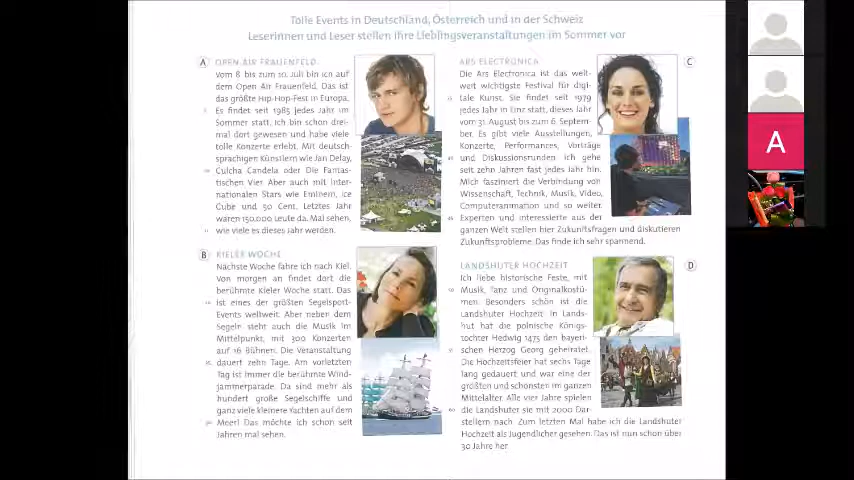 Tolle Events in Deutschland, Österreich und in der Schweiz
Leserinnen und Leser stellen ihre Lieblingsveranstaltungen im Sommer vor
A OPEN AIR FRAUENFELD
Vom 8. bis zum 10. Juli bin ich auf
dem Open Air Frauenfeld. Das ist
das größte Hip-Hop-Fest in Europa.
Es findet seit 1985 jedes Jahr im
Sommer statt. Ich bin schon drei-
mal dort gewesen und habe viele
tolle Konzerte erlebt. Mit deutsch-
sprachigen Künstlern wie Jan Delay,
Culcha Candela oder Die Fantas-
tischen Vier. Aber auch mit inter-
nationalen Stars wie Eminem, Ice
Cube und 50 Cent. Letztes Jahr
waren 150.000 Leute da. Mal sehen,
wie viele es dieses Jahr werden.
B KIELER WOCHE
Nächste Woche fahre ich nach Kiel.
Von morgen an findet dort die
berühmte Kieler Woche statt. Das
ist eines der größten Segelsport-
Events weltweit. Aber neben dem
Segeln steht auch die Musik im
Mittelpunkt, mit 300 Konzerten
auf 16 Bühnen. Die Veranstaltung
dauert zehn Tage. Am vorletzten
Tag ist immer die berühmte Wind-
jammerparade. Da sind mehr als
hundert große Segelschiffe und
ganz viele kleinere Yachten auf dem
Meer! Das möchte ich schon seit
Jahren mal sehen.
ARS ELECTRONICA C
Die Ars Electronica ist das welt-
weit wichtigste Festival für digi-
tale Kunst. Sie findet seit 1979
jedes Jahr in Linz statt, dieses Jahr
vom 31. August bis zum 6. Septem-
ber. Es gibt viele Ausstellungen,
Konzerte, Performances, Vorträge
und Diskussionsrunden. Ich gehe
seit zehn Jahren fast jedes Jahr hin.
Mich fasziniert die Verbindung von
Wissenschaft, Technik, Musik, Video,
Computeranimation und so weiter.
Experten und Interessierte aus der
ganzen Welt stellen hier Zukunftsfragen und diskutieren
Zukunftsprobleme. Das finde ich sehr spannend.
LANDSHUTER HOCHZEIT D
Ich liebe historische Feste, mit
Musik, Tanz und Originalkostü-
men. Besonders schön ist die
Landshuter Hochzeit. In Lands-
hut hat die polnische Königs-
tochter Hedwig 1475 den bayeri-
schen Herzog Georg geheiratet.
Die Hochzeitsfeier hat sechs Tage
lang gedauert und war eine der
größten und schönsten im ganzen
Mittelalter. Alle vier Jahre spielen
die Landshuter sie mit 2000 Dar-
stellern nach. Zum letzten Mal habe ich die Landshuter
Hochzeit als Jugendlicher gesehen. Das ist nun schon über
30 Jahre her.
A